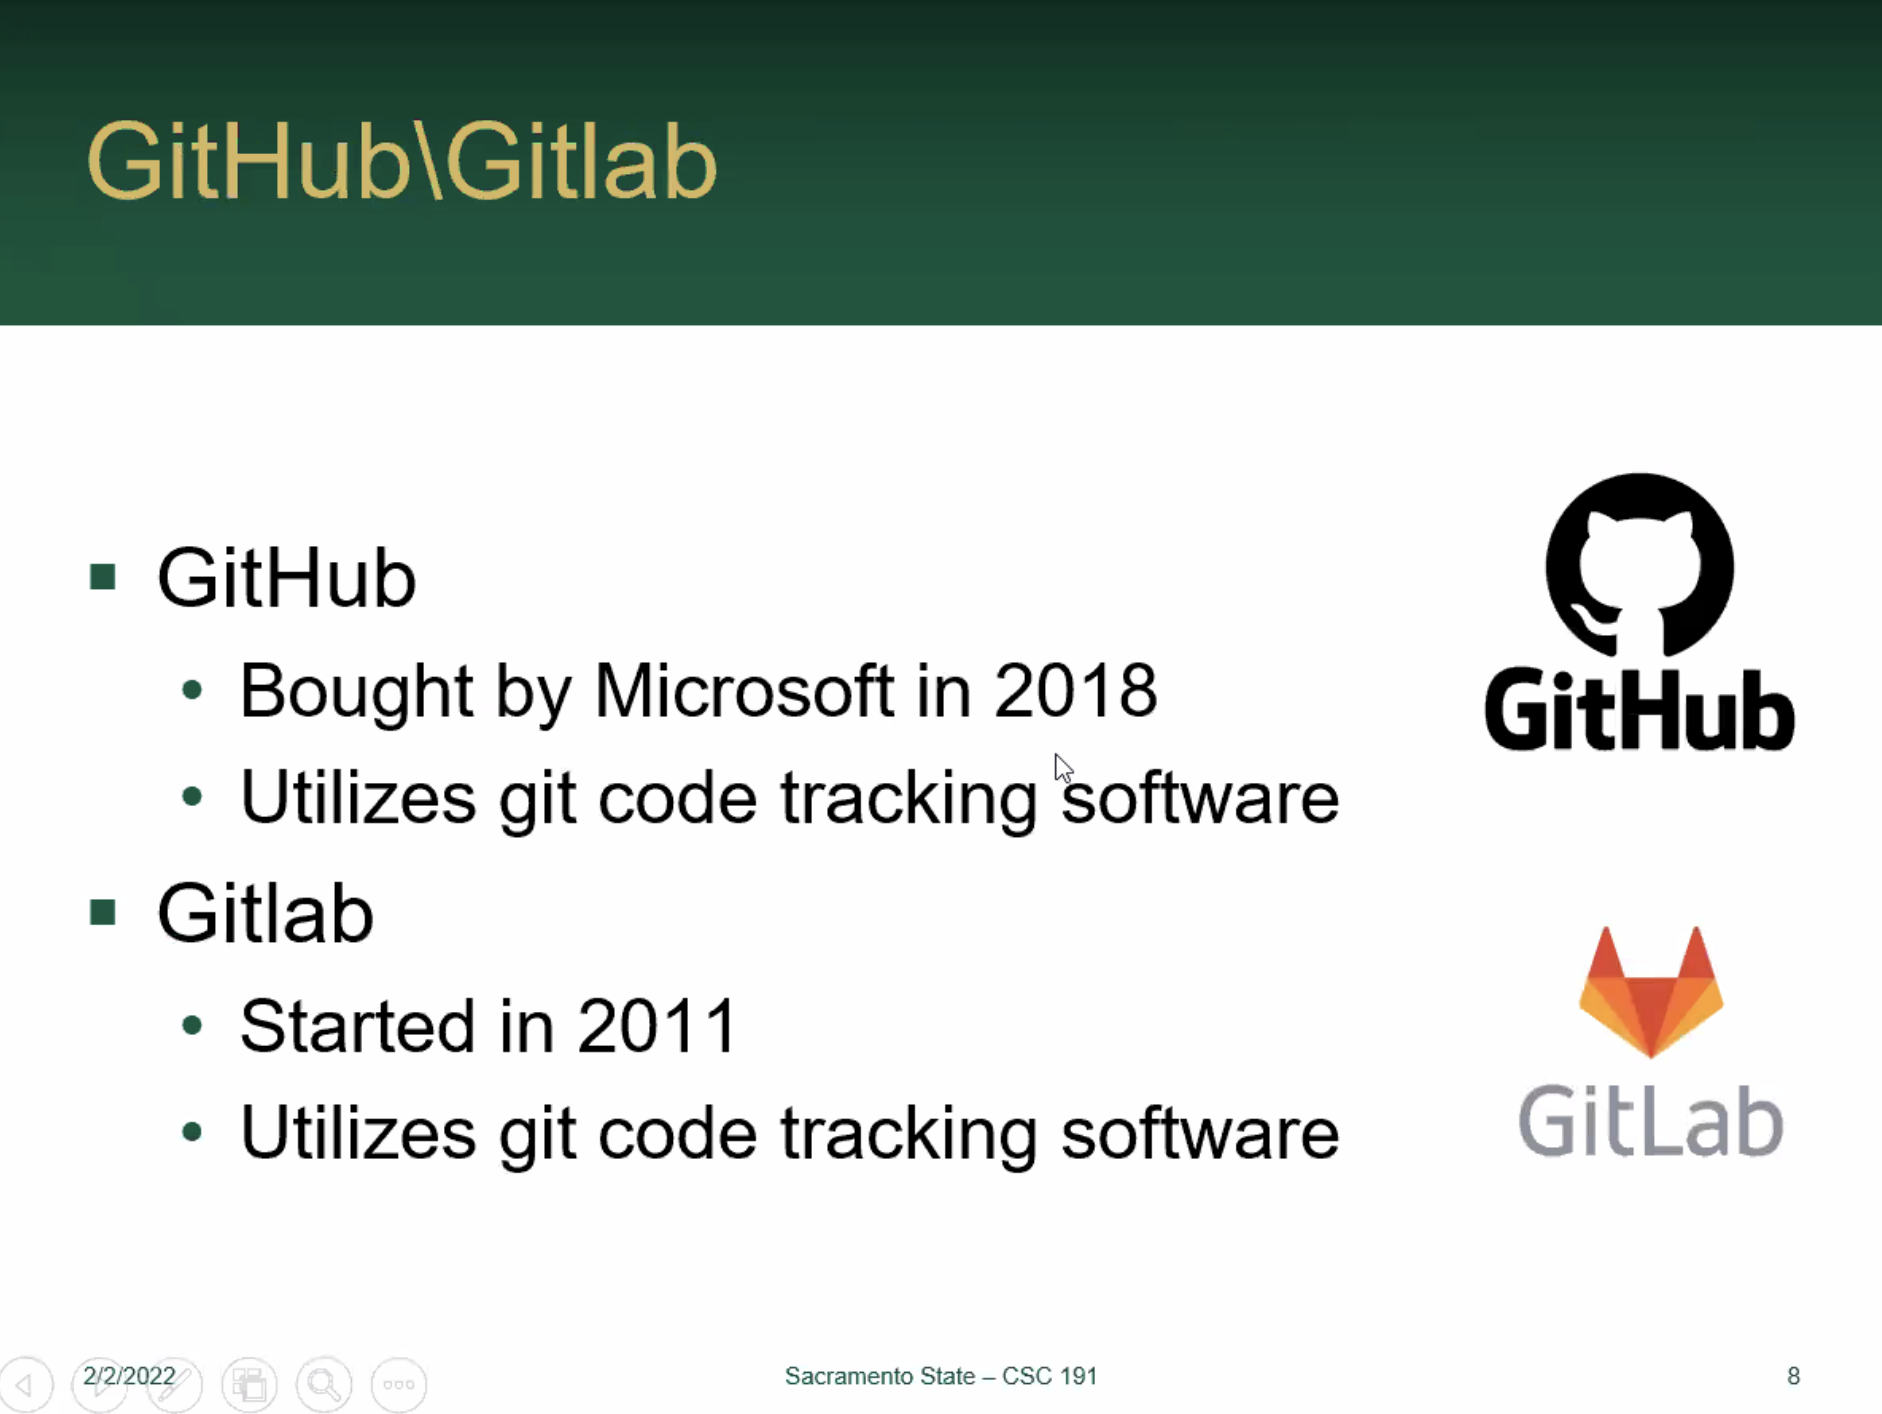 GitHub\Gitlab
GitHub
Bought by Microsoft in 2018
Utilizes git code tracking software
GitHub
Gitlab
Started in 2011
Utilizes git code tracking software
GitLab
2/2/2022
Sacramento State – CSC 191
8